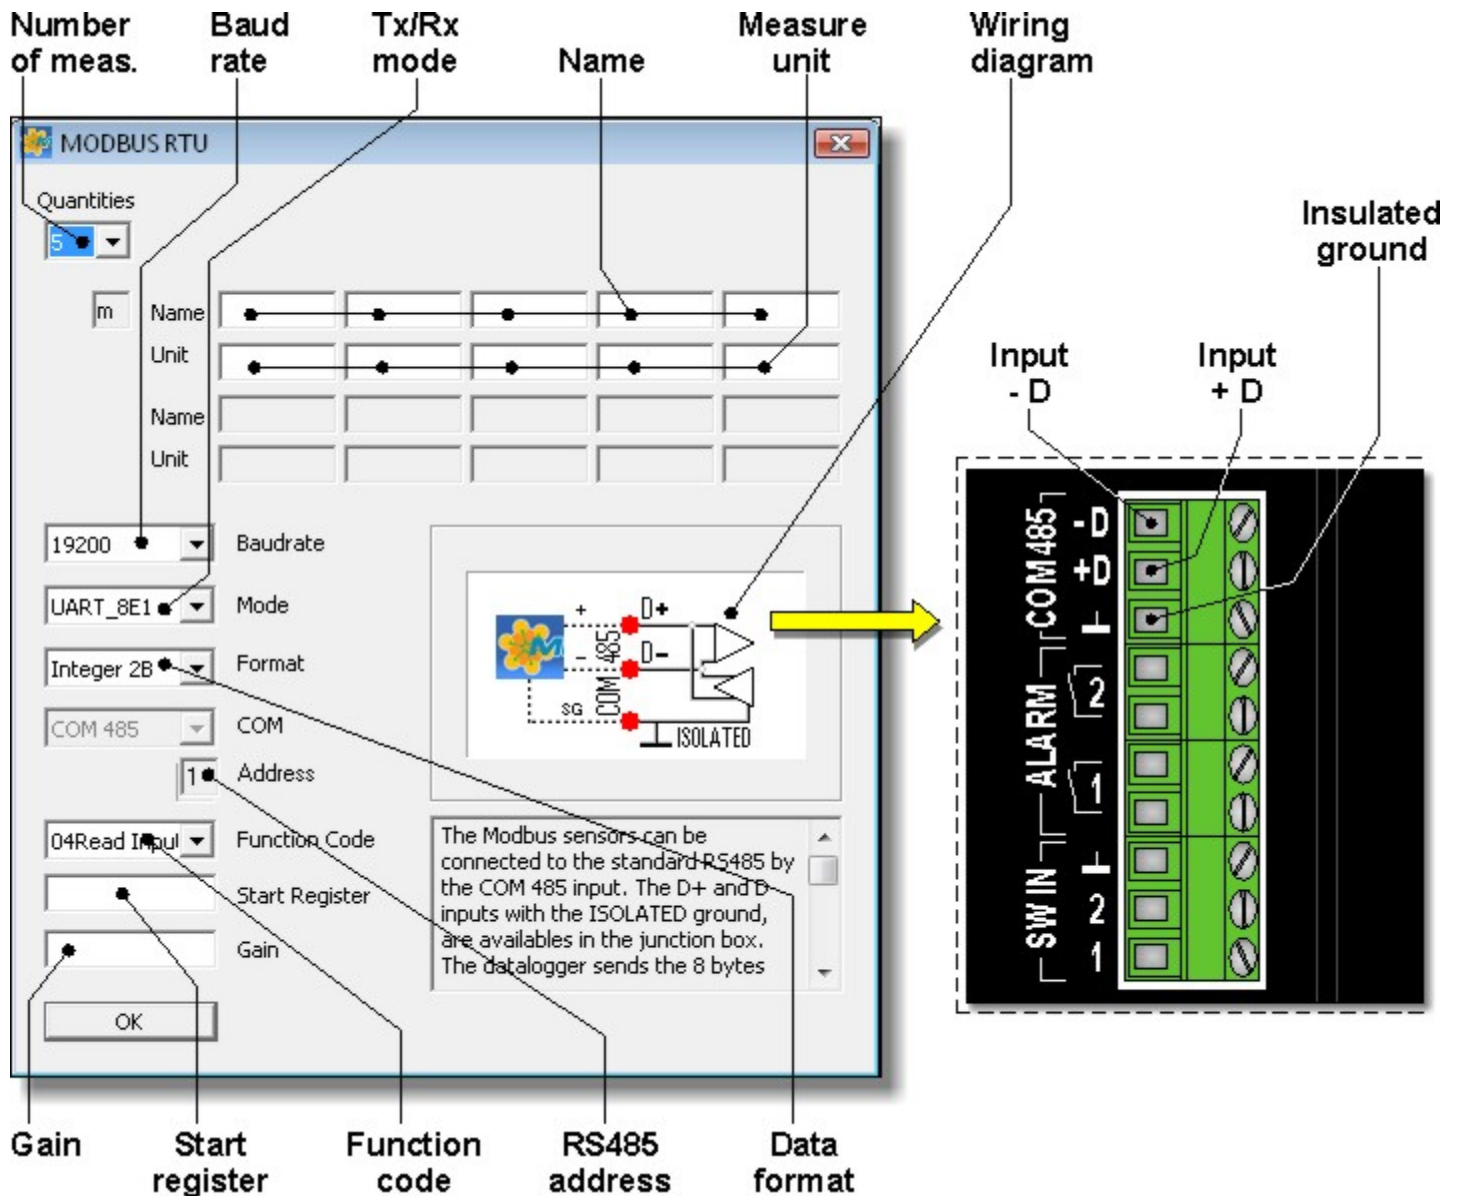 Number
of meas.
Baud
rate
Tx/Rx
mode
Name
Measure
unit
Wiring
diagram
MODBUS RTU
Quantities
5
m
Name
Unit
Name
Unit
19200
Baudrate
UART_8E1
Mode
Integer 2B
Format
COM 485
COM
1
Address
04Read Input
Function Code
Start Register
Gain
OK
+
D+
-
D-
COM 485
SG
ISOLATED
The Modbus sensors can be
connected to the standard RS485 by
the COM 485 input. The D+ and D
inputs with the ISOLATED ground,
are availables in the junction box.
The datalogger sends the 8 bytes
Insulated
ground
Input
- D
Input
+ D
COM485
-D
+D
ALARM
2
1
SW IN
2
1
Gain
Start
register
Function
code
RS485
address
Data
format